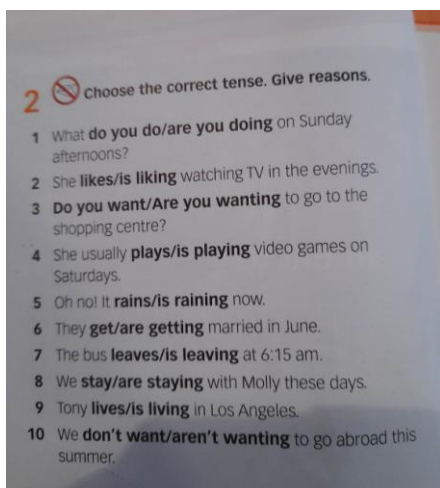 2 Choose the correct tense. Give reasons.
1 What do you do/are you doing on Sunday
afternoons?
2 She likes/is liking watching TV in the evenings.
3 Do you want/Are you wanting to go to the
shopping centre?
4 She usually plays/is playing video games on
Saturdays.
5 Oh no! It rains/is raining now.
6 They get/are getting married in June.
7 The bus leaves/is leaving at 6:15 am.
8 We stay/are staying with Molly these days.
9 Tony lives/is living in Los Angeles.
10 We don't want/aren't wanting to go abroad this
summer.